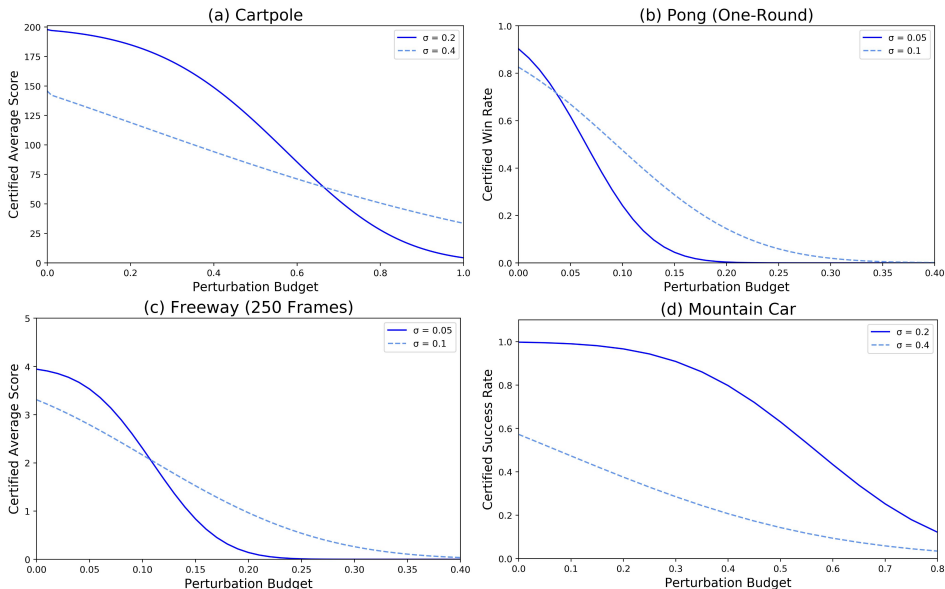 (a) Cartpole
Certified Average Score
200
175
150
125
100
75
50
25
0
0.0 0.2 0.4 0.6 0.8 1.0
Perturbation Budget
σ = 0.2
σ = 0.4
(b) Pong (One-Round)
Certified Win Rate
1.0
0.8
0.6
0.4
0.2
0.0
0.00 0.05 0.10 0.15 0.20 0.25 0.30 0.35 0.40
Perturbation Budget
σ = 0.05
σ = 0.1
(c) Freeway (250 Frames)
Certified Average Score
5
4
3
2
1
0
0.00 0.05 0.10 0.15 0.20 0.25 0.30 0.35 0.40
Perturbation Budget
σ = 0.05
σ = 0.1
(d) Mountain Car
Certified Success Rate
1.0
0.8
0.6
0.4
0.2
0.0
0.0 0.1 0.2 0.3 0.4 0.5 0.6 0.7 0.8
Perturbation Budget
σ = 0.2
σ = 0.4